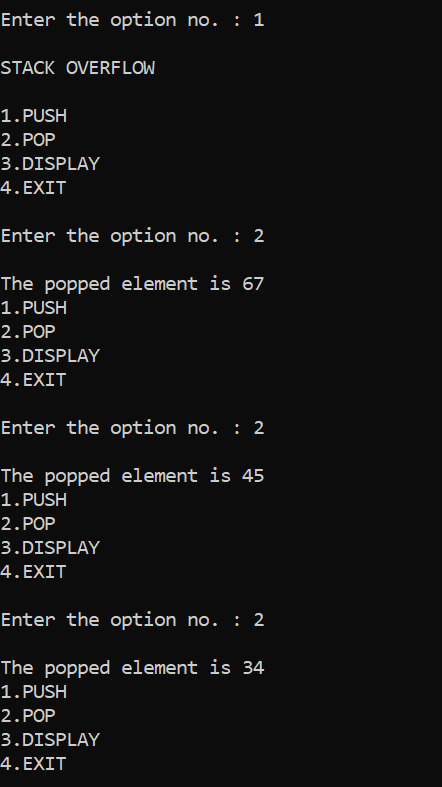 Enter the option no. : 1
STACK OVERFLOW
1.PUSH
2.POP
3.DISPLAY
4.EXIT
Enter the option no. : 2
The popped element is 67
1.PUSH
2.POP
3.DISPLAY
4.EXIT
Enter the option no. : 2
The popped element is 45
1.PUSH
2.POP
3.DISPLAY
4.EXIT
Enter the option no. : 2
The popped element is 34
1.PUSH
2.POP
3.DISPLAY
4.EXIT